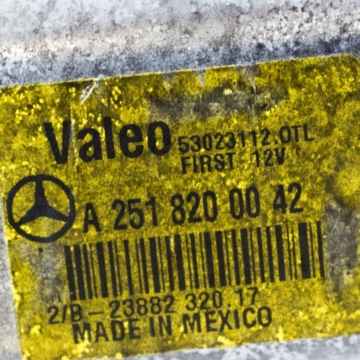 Valeo 53023112.OTL
FIRST 12V
A 251 820 00 42
2/B-23882 320.17
MADE IN MEXICO